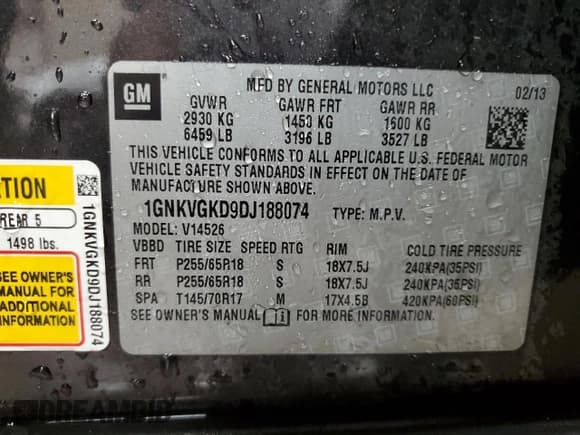 GM
MFD BY GENERAL MOTORS LLC
02/13
GVWR GAWR FRT GAWR RR
2930 KG 1453 KG 1600 KG
6459 LB 3196 LB 3527 LB
THIS VEHICLE CONFORMS TO ALL APPLICABLE U.S. FEDERAL MOTOR
VEHICLE SAFETY STANDARDS IN EFFECT ON THE DATE OF
MANUFACTURE SHOWN ABOVE.
1GNKVGKD9DJ188074 TYPE: M.P.V.
MODEL: V14526
VBBD TIRE SIZE SPEED RTG RIM COLD TIRE PRESSURE
FRT P255/65R18 S 18X7.5J 240KPA(35PSI)
RR P255/65R18 S 18X7.5J 240KPA(35PSI)
SPA T145/70R17 M 17X4.5B 420KPA(60PSI)
SEE OWNER'S MANUAL FOR MORE INFORMATION.
TION
REAR 5
1498 lbs.
SEE OWNER'S
MANUAL FOR
ADDITIONAL
INFORMATION
1GNKVGKD9DJ188074
DREAMBID